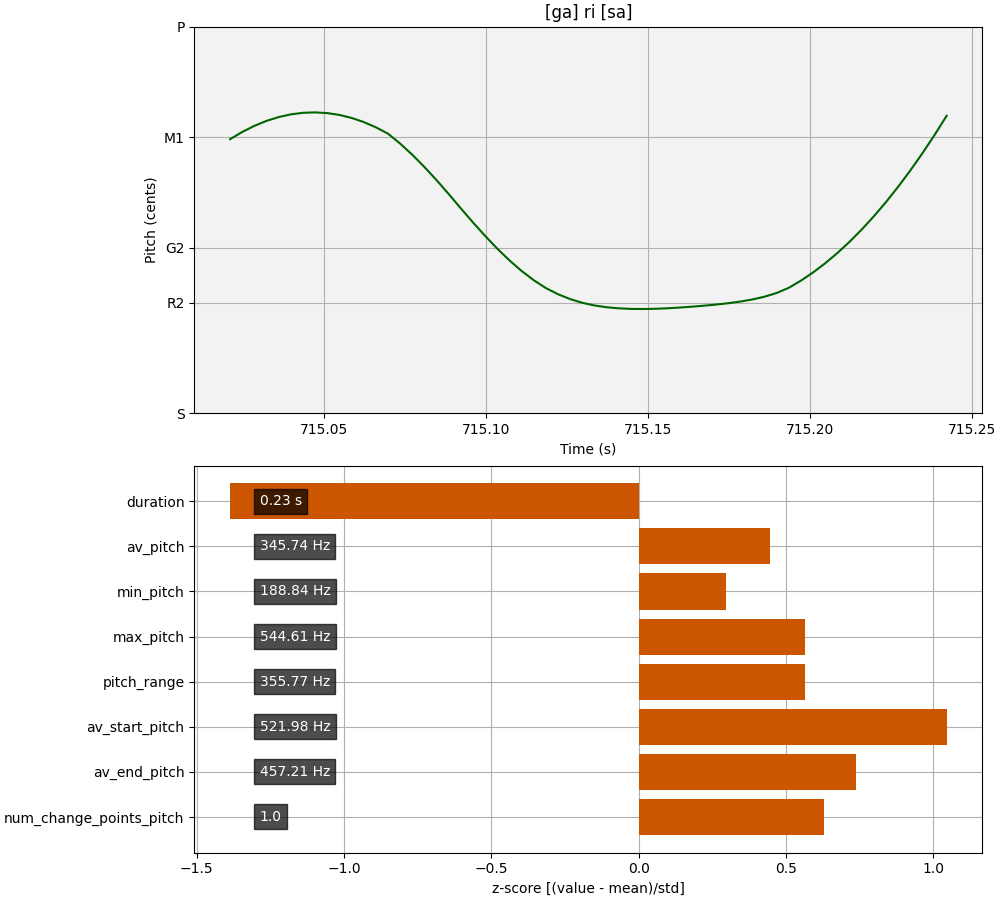 [ga] ri [sa]
P
M1
G2
R2
S
Pitch (cents)
715.05 715.10 715.15 715.20 715.25
Time (s)
duration 0.23 s
av_pitch 345.74 Hz
min_pitch 188.84 Hz
max_pitch 544.61 Hz
pitch_range 355.77 Hz
av_start_pitch 521.98 Hz
av_end_pitch 457.21 Hz
num_change_points_pitch 1.0
−1.5 −1.0 −0.5 0.0 0.5 1.0
z-score [(value - mean)/std]